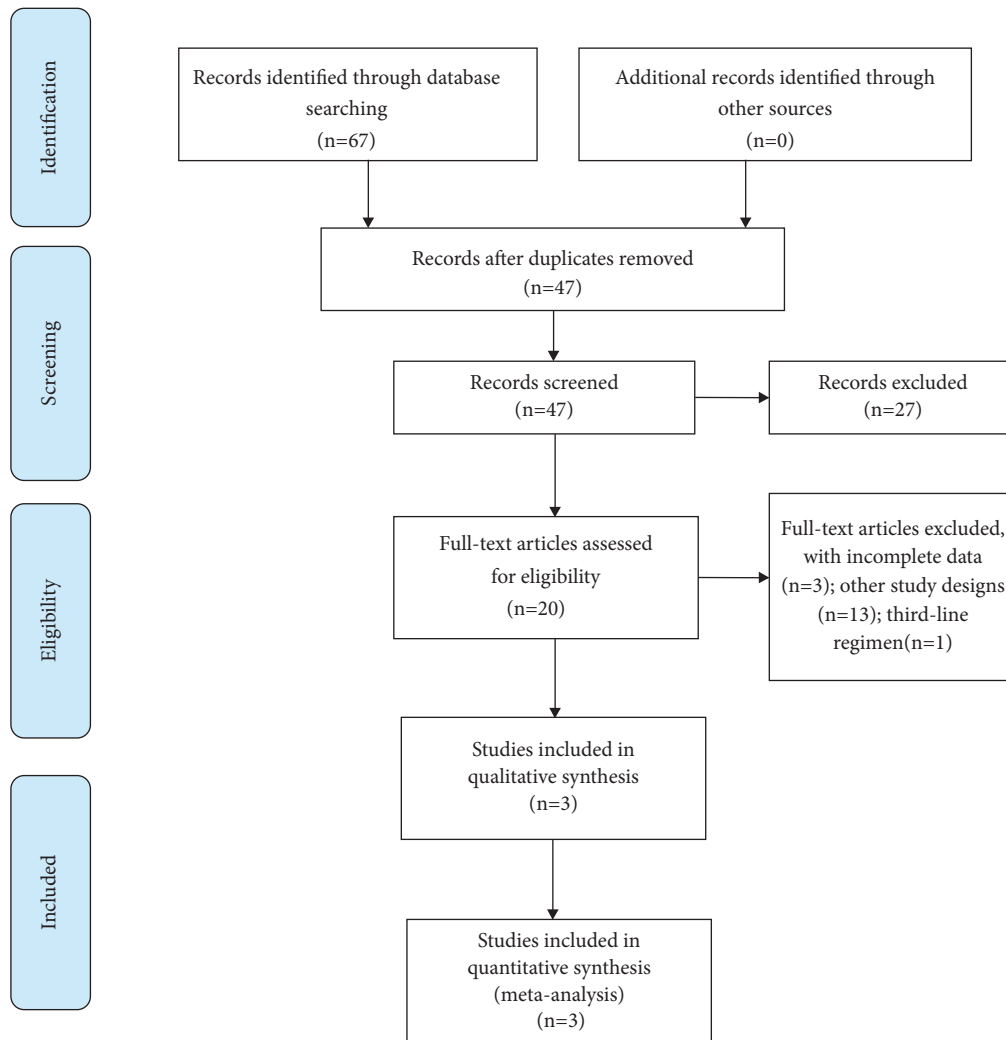 Identification
Records identified through database
searching
(n=67)
Additional records identified through
other sources
(n=0)
Records after duplicates removed
(n=47)
Screening
Records screened
(n=47)
Records excluded
(n=27)
Eligibility
Full-text articles assessed
for eligibility
(n=20)
Full-text articles excluded,
with incomplete data
(n=3); other study designs
(n=13); third-line
regimen(n=1)
Studies included in
qualitative synthesis
(n=3)
Included
Studies included in
quantitative synthesis
(meta-analysis)
(n=3)